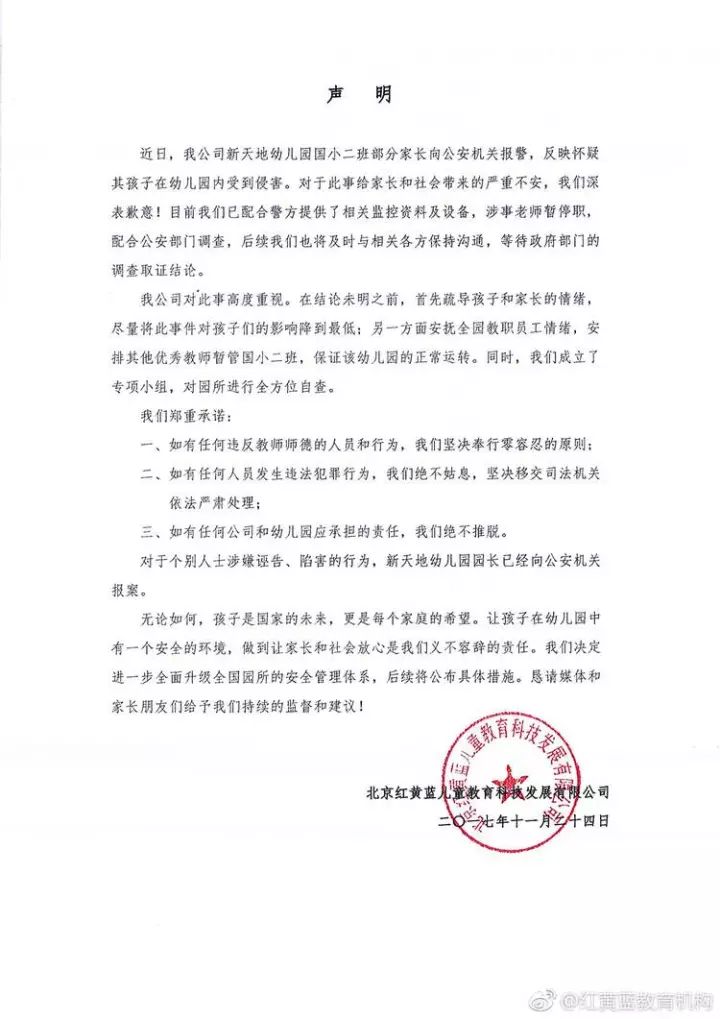 声 明
近日，我公司新天地幼儿园国小二班部分家长向公安机关报警，反映怀疑
其孩子在幼儿园内受到侵害。对于此事给家长和社会带来的严重不安，我们深
表歉意！目前我们已配合警方提供了相关监控资料及设备，涉事老师暂停职，
配合公安部门调查，后续我们也将及时与相关各方保持沟通，等待政府部门的
调查取证结论。
我公司对此事高度重视。在结论未明之前，首先疏导孩子和家长的情绪，
尽量将此事件对孩子们的影响降到最低；另一方面安抚全园教职员工情绪，安
排其他优秀教师暂管国小二班，保证该幼儿园的正常运转。同时，我们成立了
专项小组，对园所进行全方位自查。
我们郑重承诺：
一、如有任何违反教师师德的人员和行为，我们坚决奉行零容忍的原则；
二、如有任何人员发生违法犯罪行为，我们绝不姑息，坚决移交司法机关
依法严肃处理；
三、如有任何公司和幼儿园应承担的责任，我们绝不推脱。
对于个别人士涉嫌诬告、陷害的行为，新天地幼儿园园长已经向公安机关
报案。
无论如何，孩子是国家的未来，更是每个家庭的希望。让孩子在幼儿园中
有一个安全的环境，做到让家长和社会放心是我们义不容辞的责任。我们决定
进一步全面升级全国园所的安全管理体系，后续将公布具体措施。恳请媒体和
家长朋友们给予我们持续的监督和建议！
北京红黄蓝儿童教育科技发展有限公司
北京红黄蓝儿童教育科技发展有限公司
二〇一七年十一月二十四日
@红黄蓝教育机构